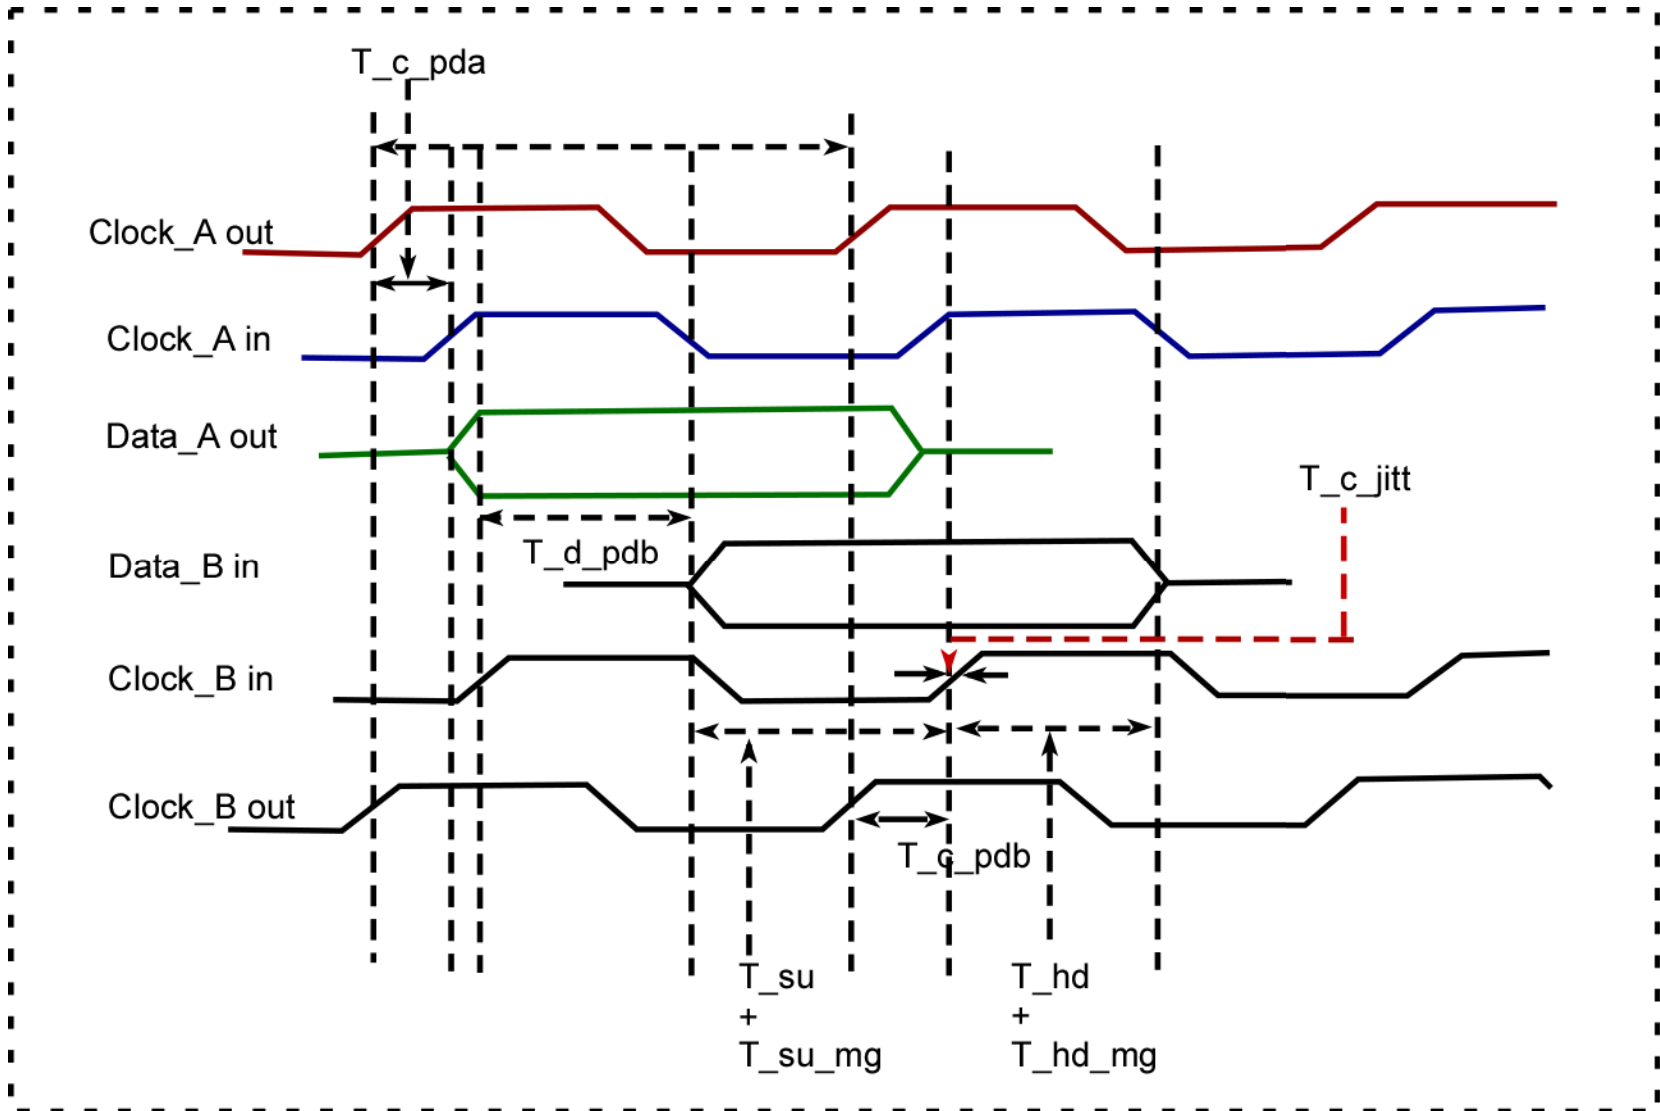 T_c_pda
Clock_A out
Clock_A in
Data_A out
T_c_jitt
T_d_pdb
Data_B in
Clock_B in
Clock_B out
T_c_pdb
T_su
+
T_su_mg
T_hd
+
T_hd_mg